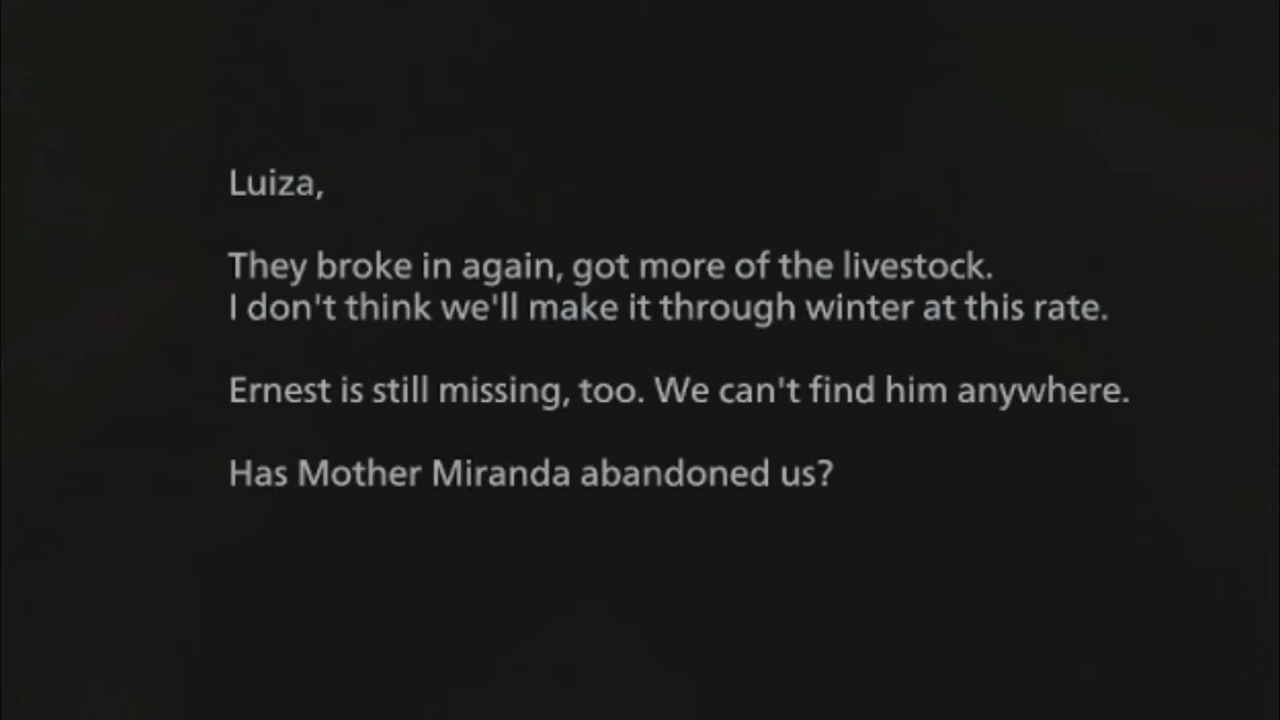 Luiza,
They broke in again, got more of the livestock.
I don't think we'll make it through winter at this rate.
Ernest is still missing, too. We can't find him anywhere.
Has Mother Miranda abandoned us?